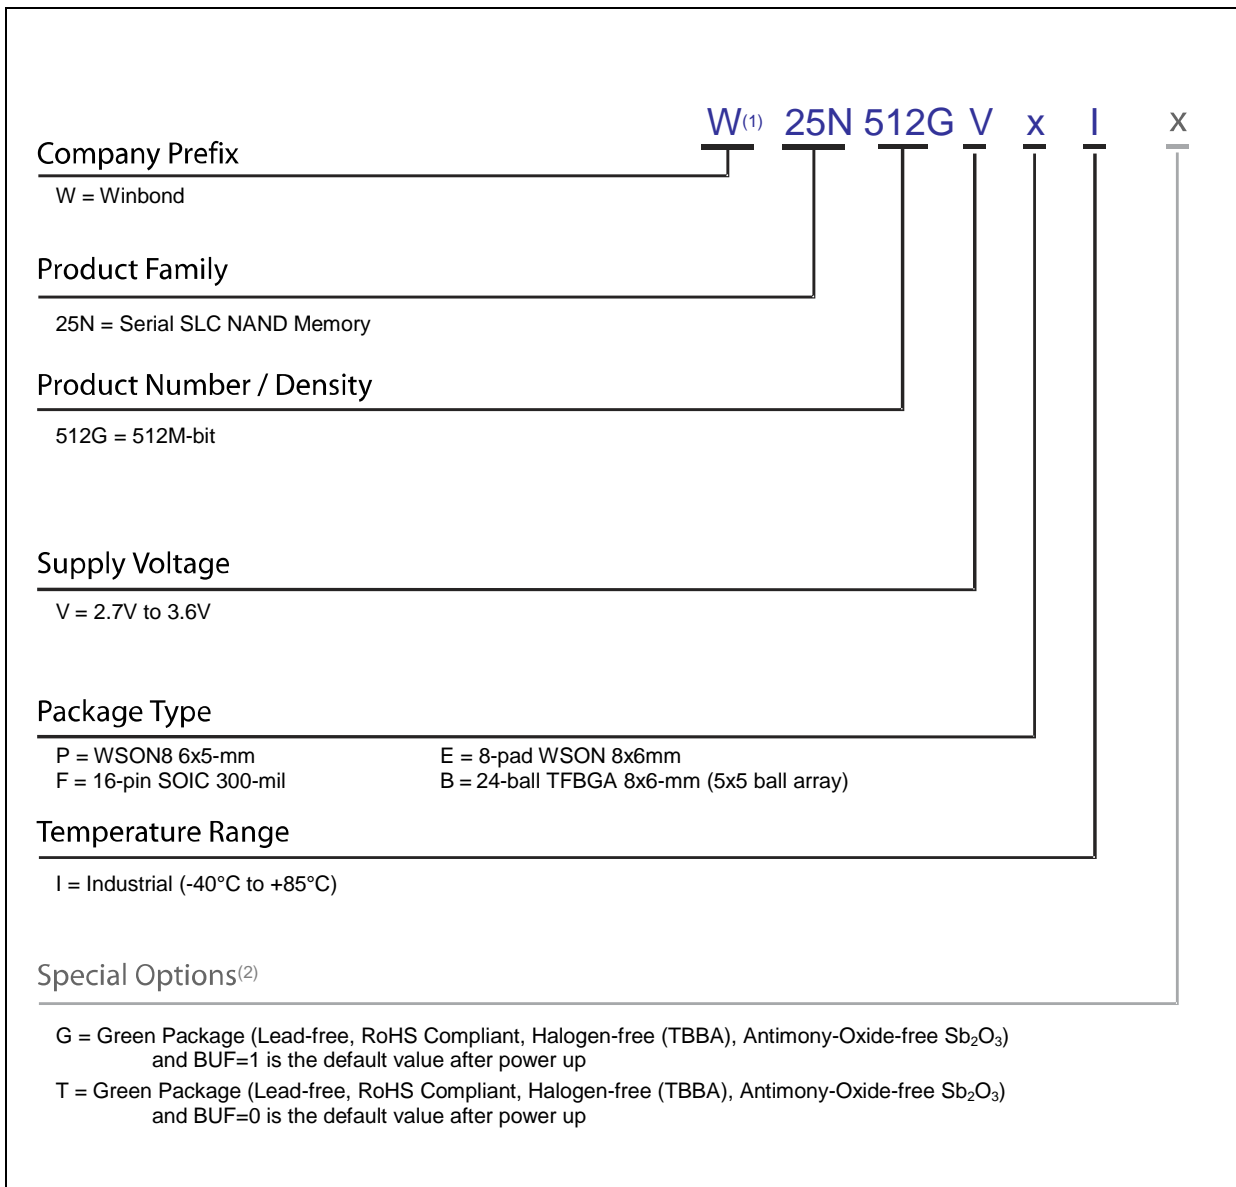 W(1) 25N 512G V x I x
Company Prefix
W = Winbond
Product Family
25N = Serial SLC NAND Memory
Product Number / Density
512G = 512M-bit
Supply Voltage
V = 2.7V to 3.6V
Package Type
P = WSON8 6x5-mm E = 8-pad WSON 8x6mm
F = 16-pin SOIC 300-mil B = 24-ball TFBGA 8x6-mm (5x5 ball array)
Temperature Range
I = Industrial (-40°C to +85°C)
Special Options(2)
G = Green Package (Lead-free, RoHS Compliant, Halogen-free (TBBA), Antimony-Oxide-free Sb₂O₃)
and BUF=1 is the default value after power up
T = Green Package (Lead-free, RoHS Compliant, Halogen-free (TBBA), Antimony-Oxide-free Sb₂O₃)
and BUF=0 is the default value after power up